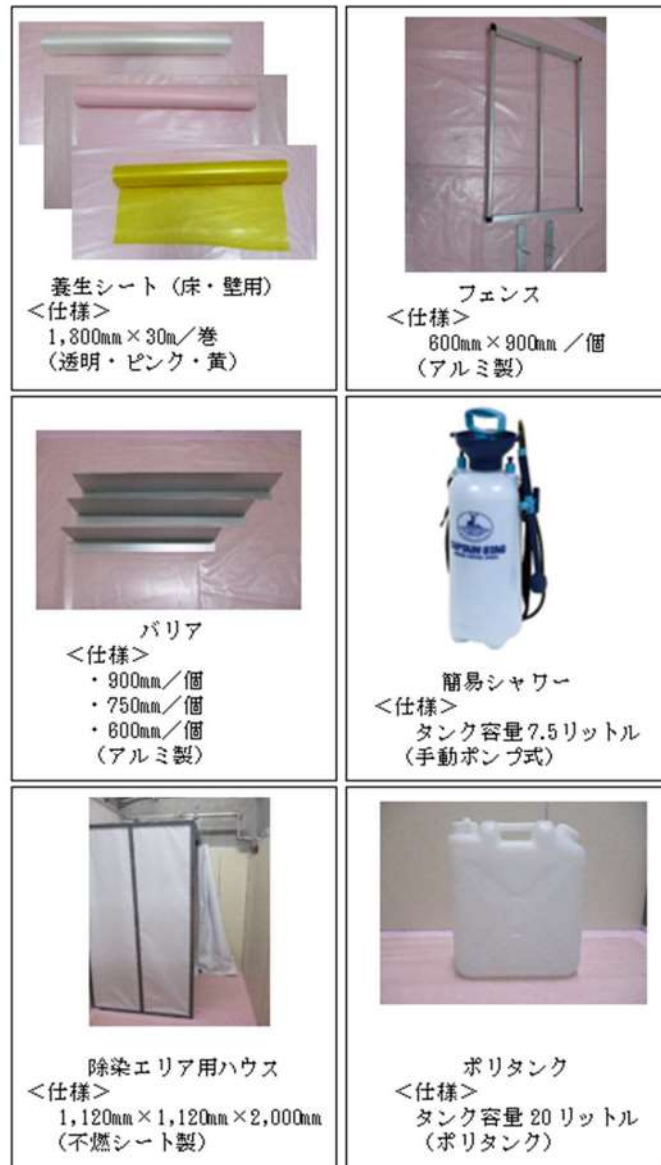 養生シート（床・壁用）
＜仕様＞
1,800mm×30m／巻
（透明・ピンク・黄）
フェンス
＜仕様＞
600mm×900mm／個
（アルミ製）
バリア
＜仕様＞
・900mm／個
・750mm／個
・600mm／個
（アルミ製）
CAPTAIN STAG
簡易シャワー
＜仕様＞
タンク容量7.5リットル
（手動ポンプ式）
除染エリア用ハウス
＜仕様＞
1,120mm×1,120mm×2,000mm
（不燃シート製）
ポリタンク
＜仕様＞
タンク容量20リットル
（ポリタンク）